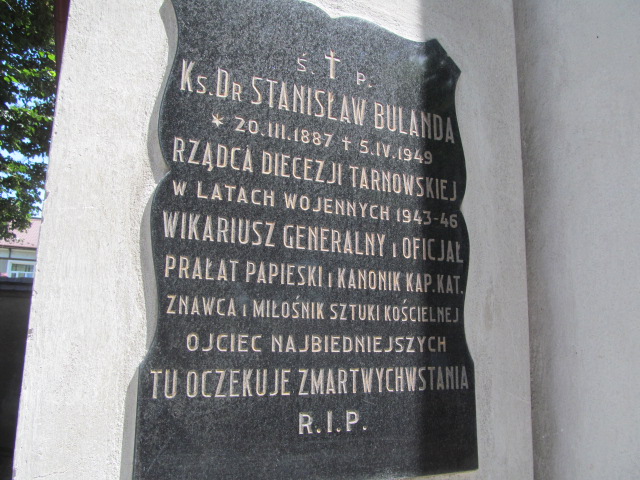 Ś. † P.
Ks. Dr STANISŁAW BULANDA
* 20.III.1887 † 5.IV.1949
RZĄDCA DIECEZJI TARNOWSKIEJ
W LATACH WOJENNYCH 1943-46
WIKARIUSZ GENERALNY I OFICJAŁ
PRAŁAT PAPIESKI I KANONIK KAP. KAT.
ZNAWCA I MIŁOŚNIK SZTUKI KOŚCIELNEJ
OJCIEC NAJBIEDNIEJSZYCH
TU OCZEKUJE ZMARTWYCHWSTANIA
R.I.P.